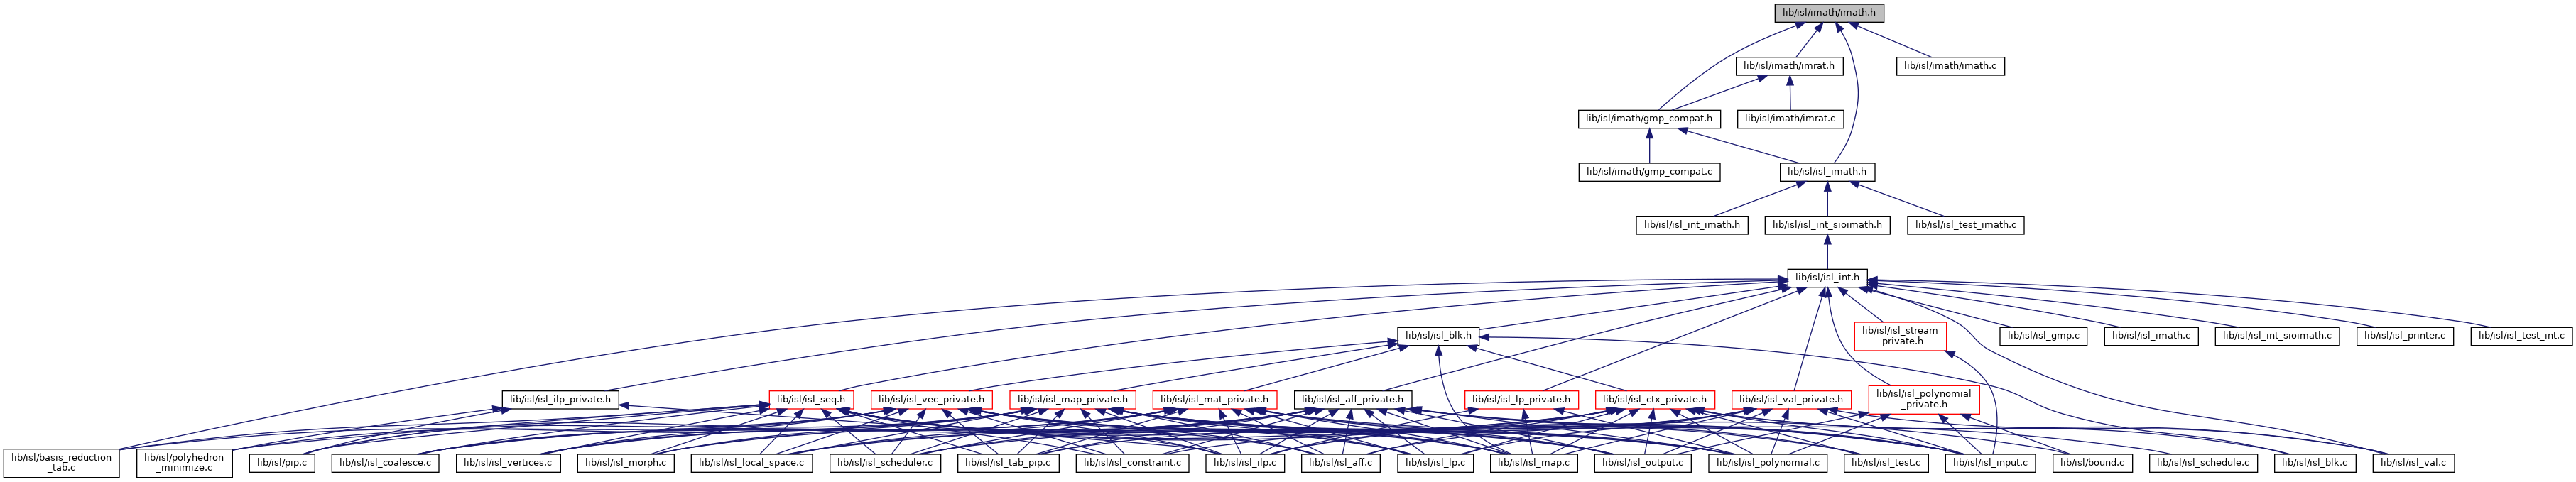 lib/isl/imath/imath.h
lib/isl/imath/imrat.h
lib/isl/imath/imath.c
lib/isl/imath/gmp_compat.h
lib/isl/imath/imrat.c
lib/isl/imath/gmp_compat.c
lib/isl/isl_imath.h
lib/isl/isl_int_imath.h
lib/isl/isl_int_sioimath.h
lib/isl/isl_test_imath.c
lib/isl/isl_int.h
lib/isl/isl_blk.h
lib/isl/isl_stream
_private.h
lib/isl/isl_gmp.c
lib/isl/isl_imath.c
lib/isl/isl_int_sioimath.c
lib/isl/isl_printer.c
lib/isl/isl_test_int.c
lib/isl/isl_ilp_private.h
lib/isl/isl_seq.h
lib/isl/isl_vec_private.h
lib/isl/isl_map_private.h
lib/isl/isl_mat_private.h
lib/isl/isl_aff_private.h
lib/isl/isl_lp_private.h
lib/isl/isl_ctx_private.h
lib/isl/isl_val_private.h
lib/isl/isl_polynomial
_private.h
lib/isl/basis_reduction
_tab.c
lib/isl/polyhedron
_minimize.c
lib/isl/pip.c
lib/isl/isl_coalesce.c
lib/isl/isl_vertices.c
lib/isl/isl_morph.c
lib/isl/isl_local_space.c
lib/isl/isl_scheduler.c
lib/isl/isl_tab_pip.c
lib/isl/isl_constraint.c
lib/isl/isl_ilp.c
lib/isl/isl_aff.c
lib/isl/isl_lp.c
lib/isl/isl_map.c
lib/isl/isl_output.c
lib/isl/isl_polynomial.c
lib/isl/isl_test.c
lib/isl/isl_input.c
lib/isl/bound.c
lib/isl/isl_schedule.c
lib/isl/isl_blk.c
lib/isl/isl_val.c